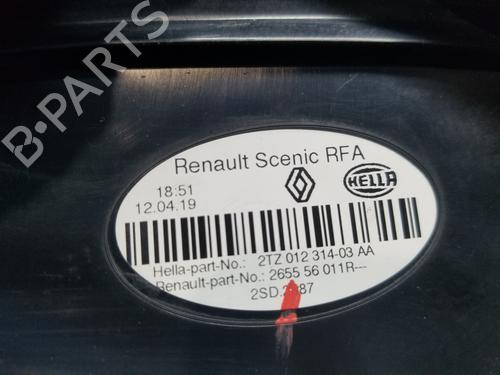 Renault Scenic RFA
18:51
12.04.19
HELLA
Hella-part-No.: 2TZ 012 314-03 AA
Renault-part-No.: 2655 56 011R---
B-PARTS